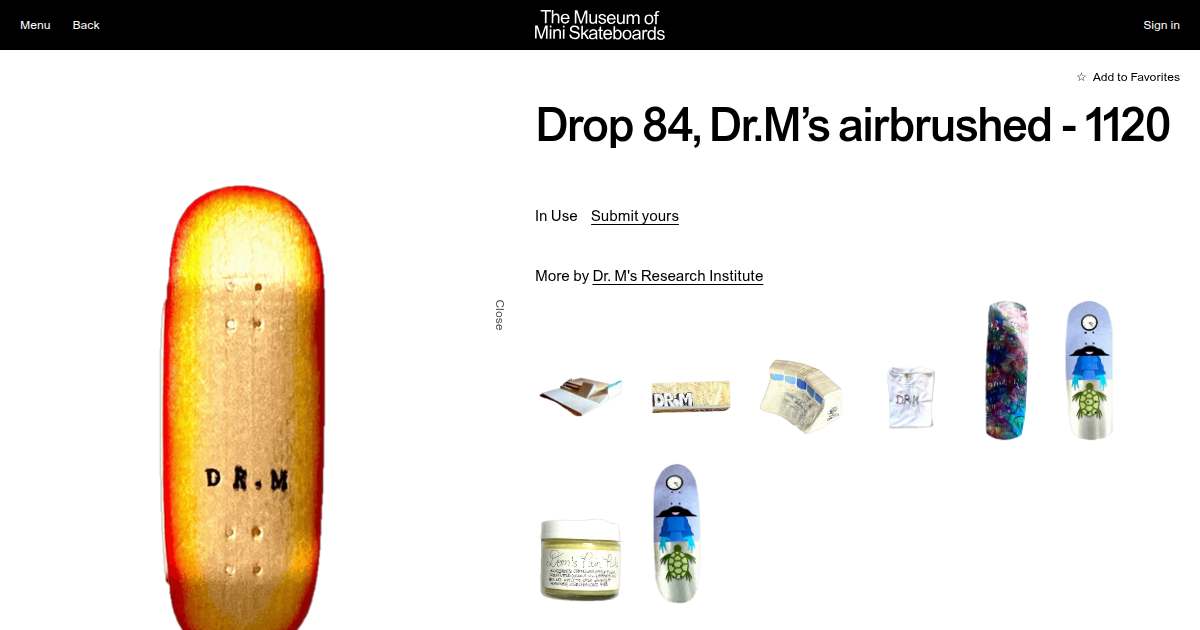 Menu
Back
The Museum of
Mini Skateboards
Sign in
☆ Add to Favorites
Drop 84, Dr.M’s airbrushed - 1120
In Use
Submit yours
More by Dr. M's Research Institute
Close
DR.M
DR.M
DR.M